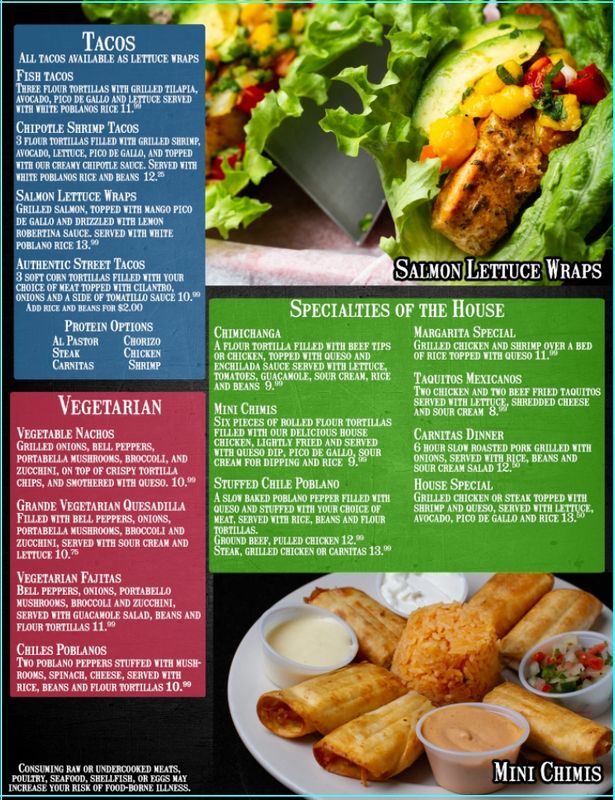 Tacos
All tacos available as lettuce wraps
Fish tacos
Three flour tortillas with grilled tilapia,
avocado, pico de gallo and lettuce served
with white poblanos rice 11.99
Chipotle Shrimp Tacos
3 flour tortillas filled with grilled shrimp,
avocado, lettuce, pico de gallo, and topped
with our creamy chipotle sauce. Served with
white poblanos rice and beans 12.25
Salmon Lettuce Wraps
Grilled salmon, topped with mango pico
de gallo and drizzled with lemon
robertina sauce. served with white
poblano rice 13.99
Authentic Street Tacos
3 soft corn tortillas filled with your
choice of meat topped with cilantro,
onions and a side of tomatillo sauce 10.99
Add rice and beans for $2.00
Protein Options
Al Pastor Chorizo
Steak Chicken
Carnitas Shrimp
Vegetarian
Vegetable Nachos
Grilled onions, bell peppers,
portabella mushrooms, broccoli, and
zucchini, on top of crispy tortilla
chips, and smothered with queso. 10.99
Grande Vegetarian Quesadilla
Filled with bell peppers, onions,
portabella mushrooms, broccoli and
zucchini, served with sour cream and
lettuce 10.75
Vegetarian Fajitas
Bell peppers, onions, portabello
mushrooms, broccoli and zucchini,
served with guacamole salad, beans and
flour tortillas 11.99
Chiles Poblanos
Two poblano peppers stuffed with mush-
rooms, spinach, cheese, served with
rice, beans and flour tortillas 10.99
Consuming raw or undercooked meats,
poultry, seafood, shellfish, or eggs may
increase your risk of food-borne illness.
Salmon Lettuce Wraps
Specialties of the House
Chimichanga
A flour tortilla filled with beef tips
or chicken, topped with queso and
enchilada sauce served with lettuce,
tomatoes, guacamole, sour cream, rice
and beans 9.99
Mini Chimis
Six pieces of rolled flour tortillas
filled with our delicious house
chicken, lightly fried and served
with queso dip, pico de gallo, sour
cream for dipping and rice 9.99
Stuffed Chile Poblano
A slow baked poblano pepper filled with
queso and stuffed with your choice of
meat, served with rice, beans and flour
tortillas.
Ground beef, pulled chicken 12.99
Steak, grilled chicken or carnitas 13.99
Margarita Special
Grilled chicken and shrimp over a bed
of rice topped with queso 11.99
Taquitos Mexicanos
Two chicken and two beef fried taquitos
served with lettuce, shredded cheese
and sour cream 8.99
Carnitas Dinner
6 hour slow roasted pork grilled with
onions, served with rice, beans and
sour cream salad 12.50
House Special
Grilled chicken or steak topped with
shrimp and queso, served with lettuce,
avocado, pico de gallo and rice 13.50
Mini Chimis